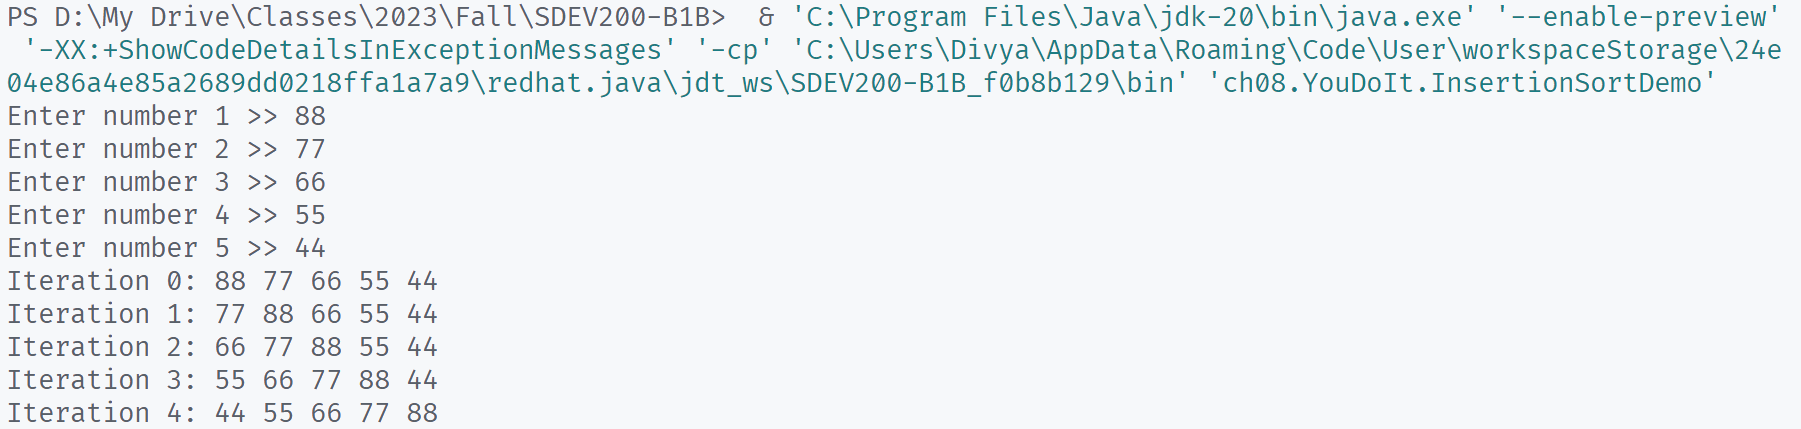 PS D:\My Drive\Classes\2023\Fall\SDEV200-B1B>  & 'C:\Program Files\Java\jdk-20\bin\java.exe' '--enable-preview'
 '-XX:+ShowCodeDetailsInExceptionMessages' '-cp' 'C:\Users\Divya\AppData\Roaming\Code\User\workspaceStorage\24e
04e86a4e85a2689dd0218ffa1a7a9\redhat.java\jdt_ws\SDEV200-B1B_f0b8b129\bin' 'ch08.YouDoIt.InsertionSortDemo'
Enter number 1 >> 88
Enter number 2 >> 77
Enter number 3 >> 66
Enter number 4 >> 55
Enter number 5 >> 44
Iteration 0: 88 77 66 55 44
Iteration 1: 77 88 66 55 44
Iteration 2: 66 77 88 55 44
Iteration 3: 55 66 77 88 44
Iteration 4: 44 55 66 77 88